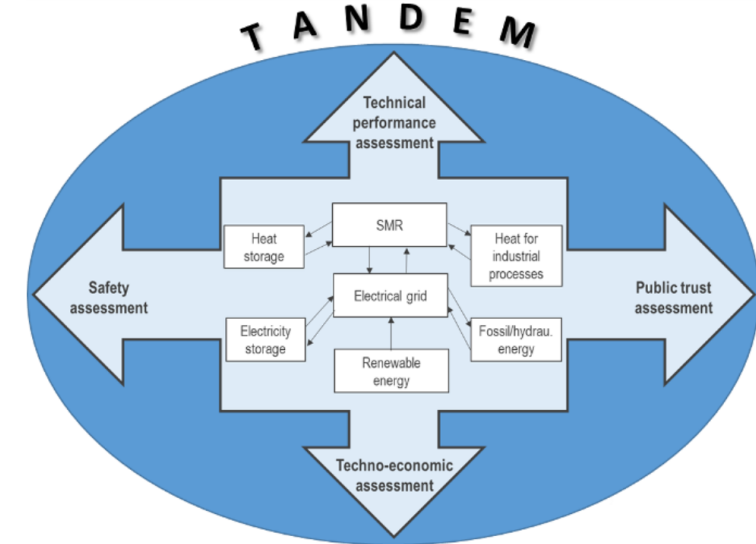 TANDEM
Technical
performance
assessment
SMR
Heat
storage
Heat for
industrial
processes
Safety
assessment
Electrical grid
Public trust
assessment
Electricity
storage
Fossil/hydrau.
energy
Renewable
energy
Techno-economic
assessment